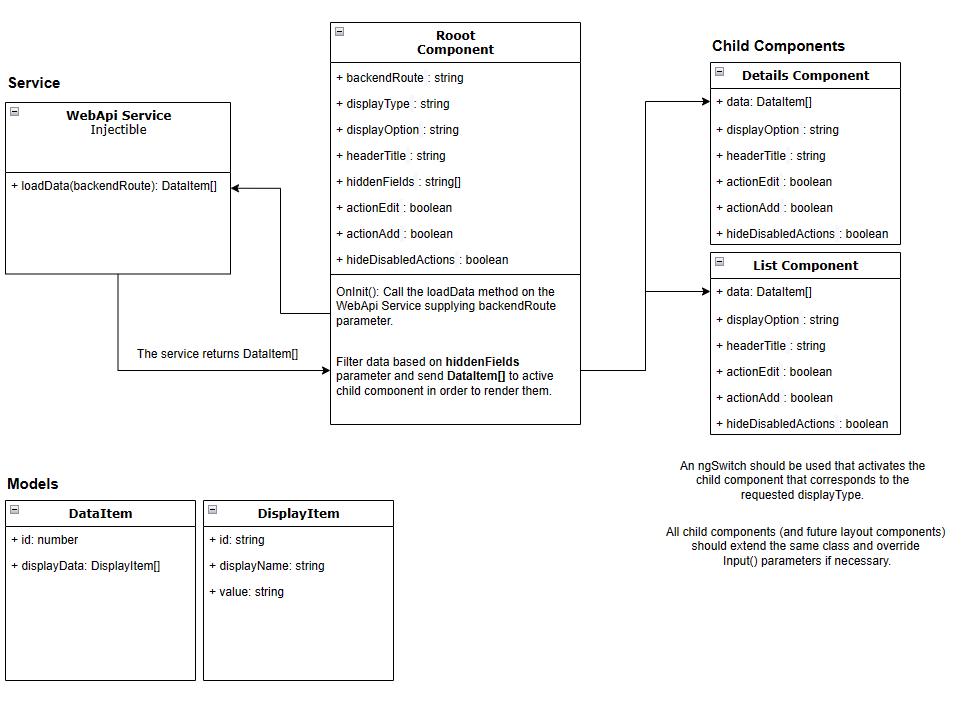 Service
WebApi Service
Injectible
+ loadData(backendRoute): DataItem[]
Rooot
Component
+ backendRoute : string
+ displayType : string
+ displayOption : string
+ headerTitle : string
+ hiddenFields : string[]
+ actionEdit : boolean
+ actionAdd : boolean
+ hideDisabledActions : boolean
OnInit(): Call the loadData method on the
WebApi Service supplying backendRoute
parameter.
Filter data based on hiddenFields
parameter and send DataItem[] to active
child component in order to render them.
The service returns DataItem[]
Child Components
Details Component
+ data: DataItem[]
+ displayOption : string
+ headerTitle : string
+ actionEdit : boolean
+ actionAdd : boolean
+ hideDisabledActions : boolean
List Component
+ data: DataItem[]
+ displayOption : string
+ headerTitle : string
+ actionEdit : boolean
+ actionAdd : boolean
+ hideDisabledActions : boolean
An ngSwitch should be used that activates the
child component that corresponds to the
requested displayType.
All child components (and future layout components)
should extend the same class and override
Input() parameters if necessary.
Models
DataItem
+ id: number
+ displayData: DisplayItem[]
DisplayItem
+ id: string
+ displayName: string
+ value: string